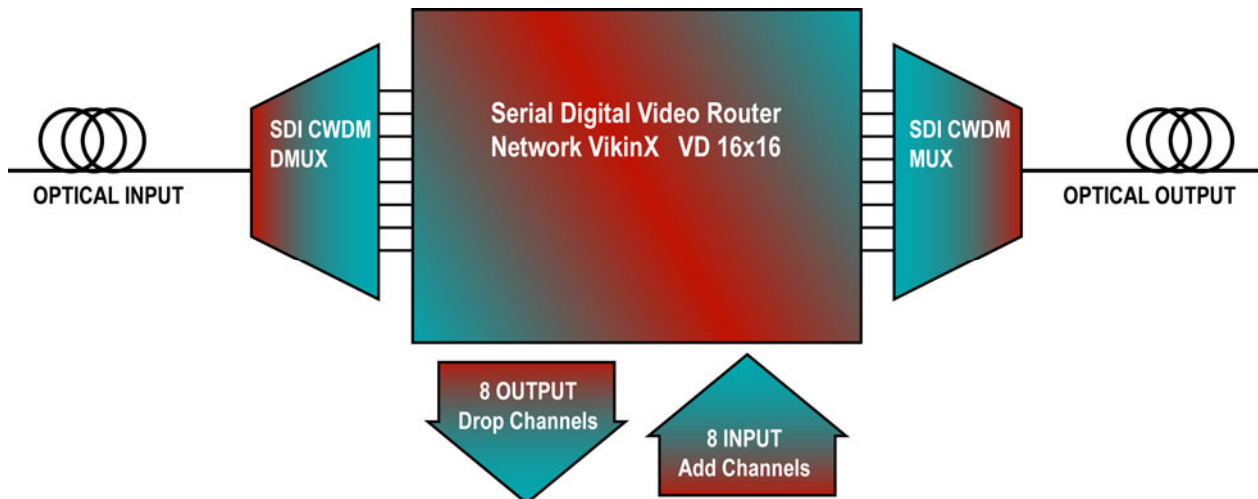 Serial Digital Video Router
Network VikinX VD 16x16
SDI CWDM
DMUX
SDI CWDM
MUX
OPTICAL INPUT
OPTICAL OUTPUT
8 OUTPUT
Drop Channels
8 INPUT
Add Channels